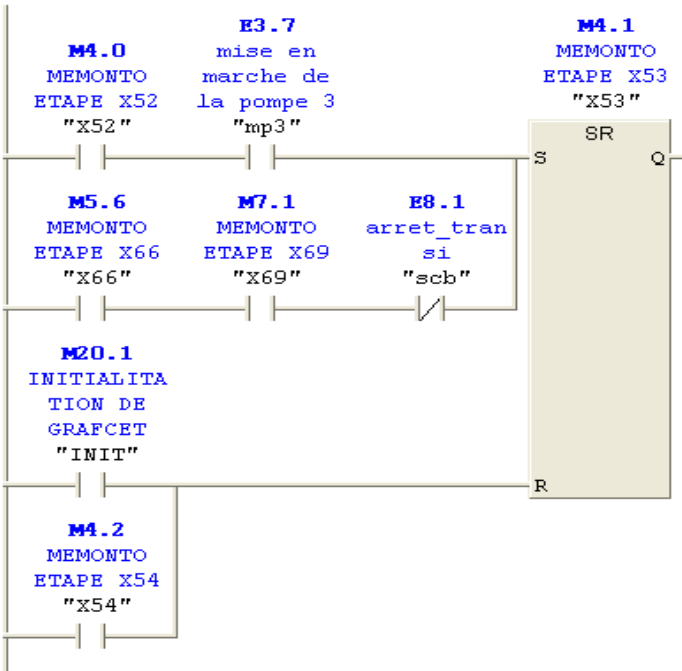 M4.0
MEMONTO
ETAPE X52
"X52"
E3.7
mise en
marche de
la pompe 3
"mp3"
M4.1
MEMONTO
ETAPE X53
"X53"
SR
S
Q
M5.6
MEMONTO
ETAPE X66
"X66"
M7.1
MEMONTO
ETAPE X69
"X69"
E8.1
arret_tran
si
"scb"
M20.1
INITIALITA
TION DE
GRAFCET
"INIT"
R
M4.2
MEMONTO
ETAPE X54
"X54"